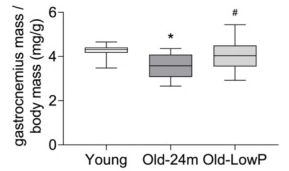 gastrocnemius mass /
body mass (mg/g)
6
4
2
0
*
#
Young Old-24m Old-LowP